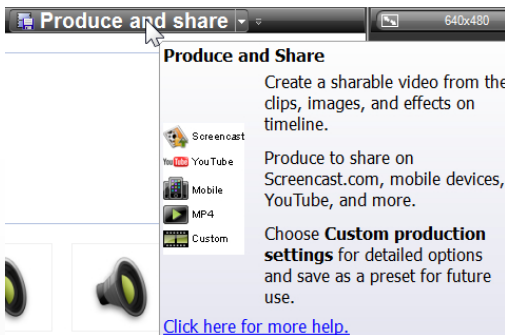 Produce and share
640x480
Produce and Share
Create a sharable video from the
clips, images, and effects on
timeline.
Screencast
YouTube
Mobile
MP4
Custom
Produce to share on
Screencast.com, mobile devices,
YouTube, and more.
Choose Custom production
settings for detailed options
and save as a preset for future
use.
Click here for more help.